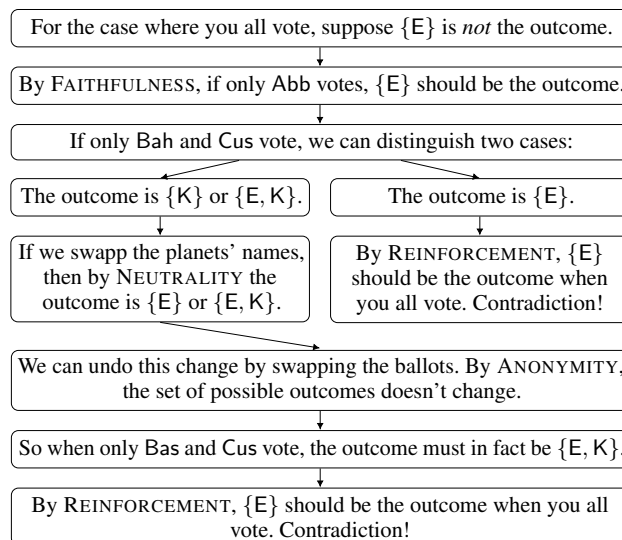 For the case where you all vote, suppose {E} is not the outcome.
By FAITHFULNESS, if only Abb votes, {E} should be the outcome.
If only Bah and Cus vote, we can distinguish two cases:
The outcome is {K} or {E, K}.
The outcome is {E}.
If we swapp the planets' names,
then by NEUTRALITY the
outcome is {E} or {E, K}.
By REINFORCEMENT, {E}
should be the outcome when
you all vote. Contradiction!
We can undo this change by swapping the ballots. By ANONYMITY,
the set of possible outcomes doesn't change.
So when only Bas and Cus vote, the outcome must in fact be {E, K}.
By REINFORCEMENT, {E} should be the outcome when you all
vote. Contradiction!